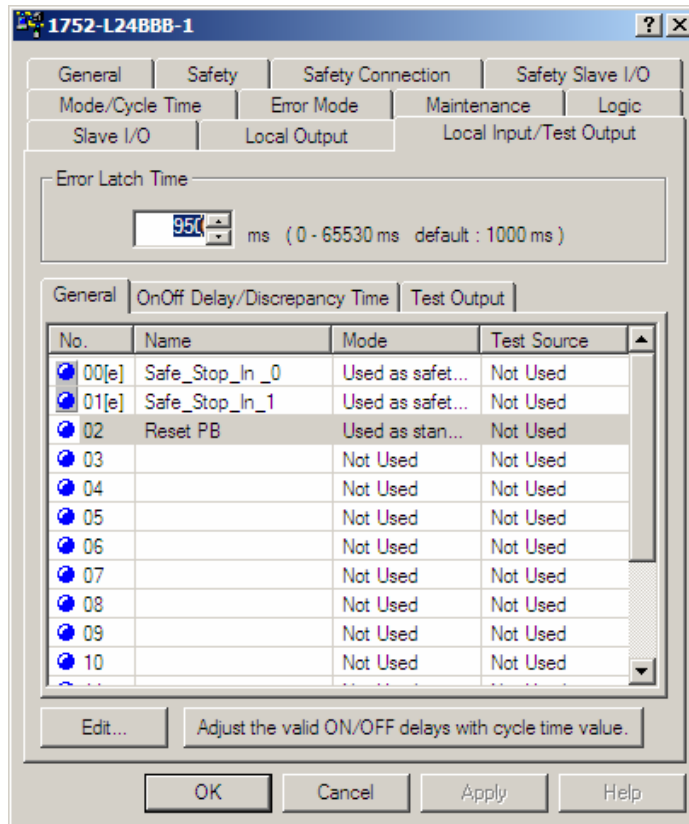 1752-L24BBB-1
General Safety Safety Connection Safety Slave I/O
Mode/Cycle Time Error Mode Maintenance Logic
Slave I/O Local Output Local Input/Test Output
Error Latch Time
950 ms ( 0 - 65530 ms default : 1000 ms )
General OnOff Delay/Discrepancy Time Test Output
No. Name Mode Test Source
00[e] Safe_Stop_In _0 Used as safet... Not Used
01[e] Safe_Stop_In_1 Used as safet... Not Used
02 Reset PB Used as stan... Not Used
03 Not Used Not Used
04 Not Used Not Used
05 Not Used Not Used
06 Not Used Not Used
07 Not Used Not Used
08 Not Used Not Used
09 Not Used Not Used
10 Not Used Not Used
Edit... Adjust the valid ON/OFF delays with cycle time value.
OK Cancel Apply Help